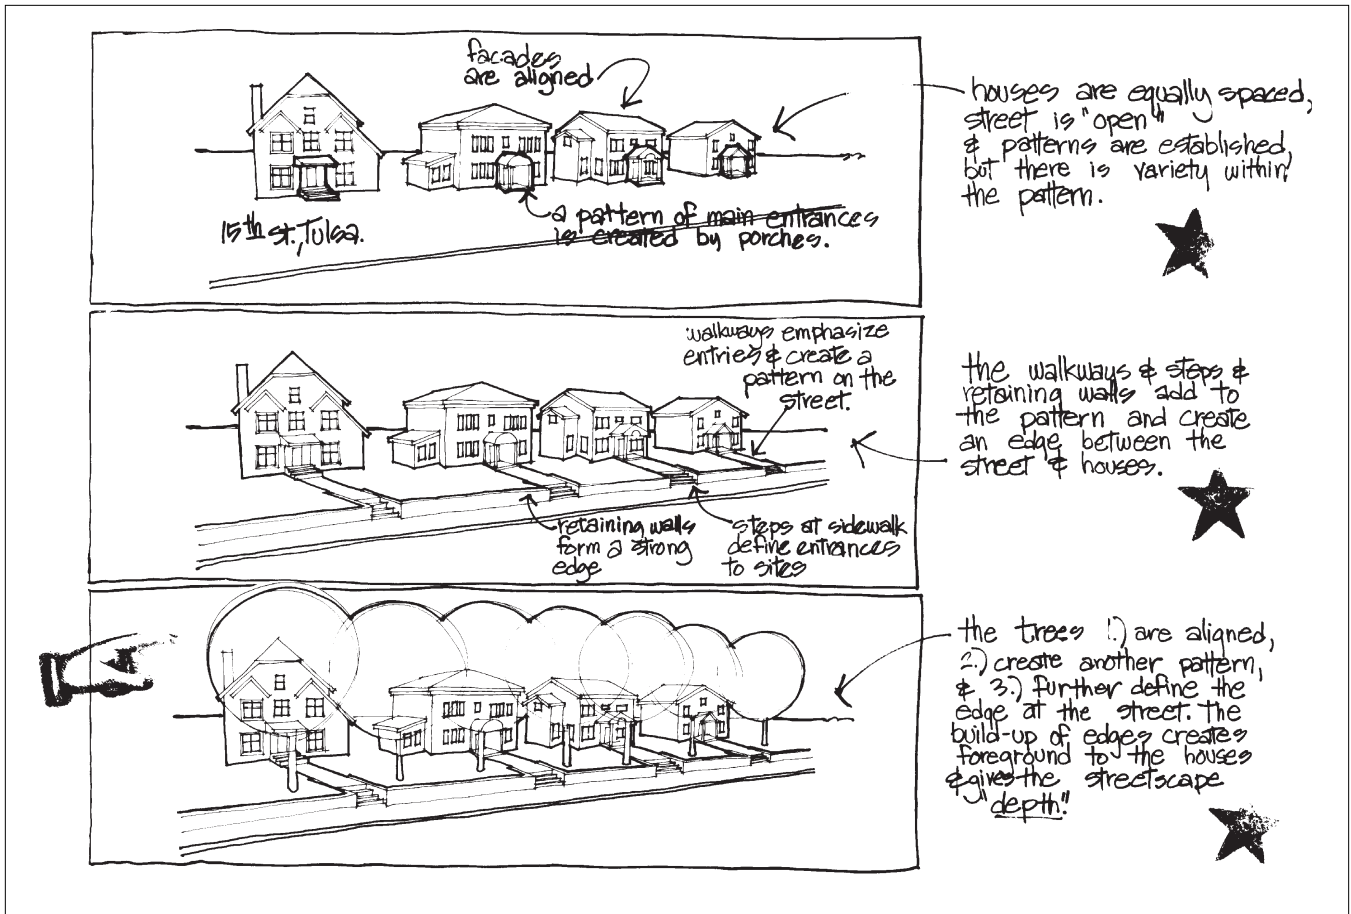 facades
are aligned
houses are equally spaced,
street is "open"
& patterns are established,
but there is variety within
the pattern.
a pattern of main entrances
is created by porches.
15th st., Tulsa.
walkways emphasize
entries & create a
pattern on the
street.
the walkways & steps &
retaining walls add to
the pattern and create
an edge between the
street & houses.
retaining walls
form a strong
edge
steps at sidewalk
define entrances
to sites
the trees 1.) are aligned,
2.) create another pattern,
& 3.) further define the
edge at the street. The
build-up of edges creates
foreground to the houses
& gives the streetscape
"depth."